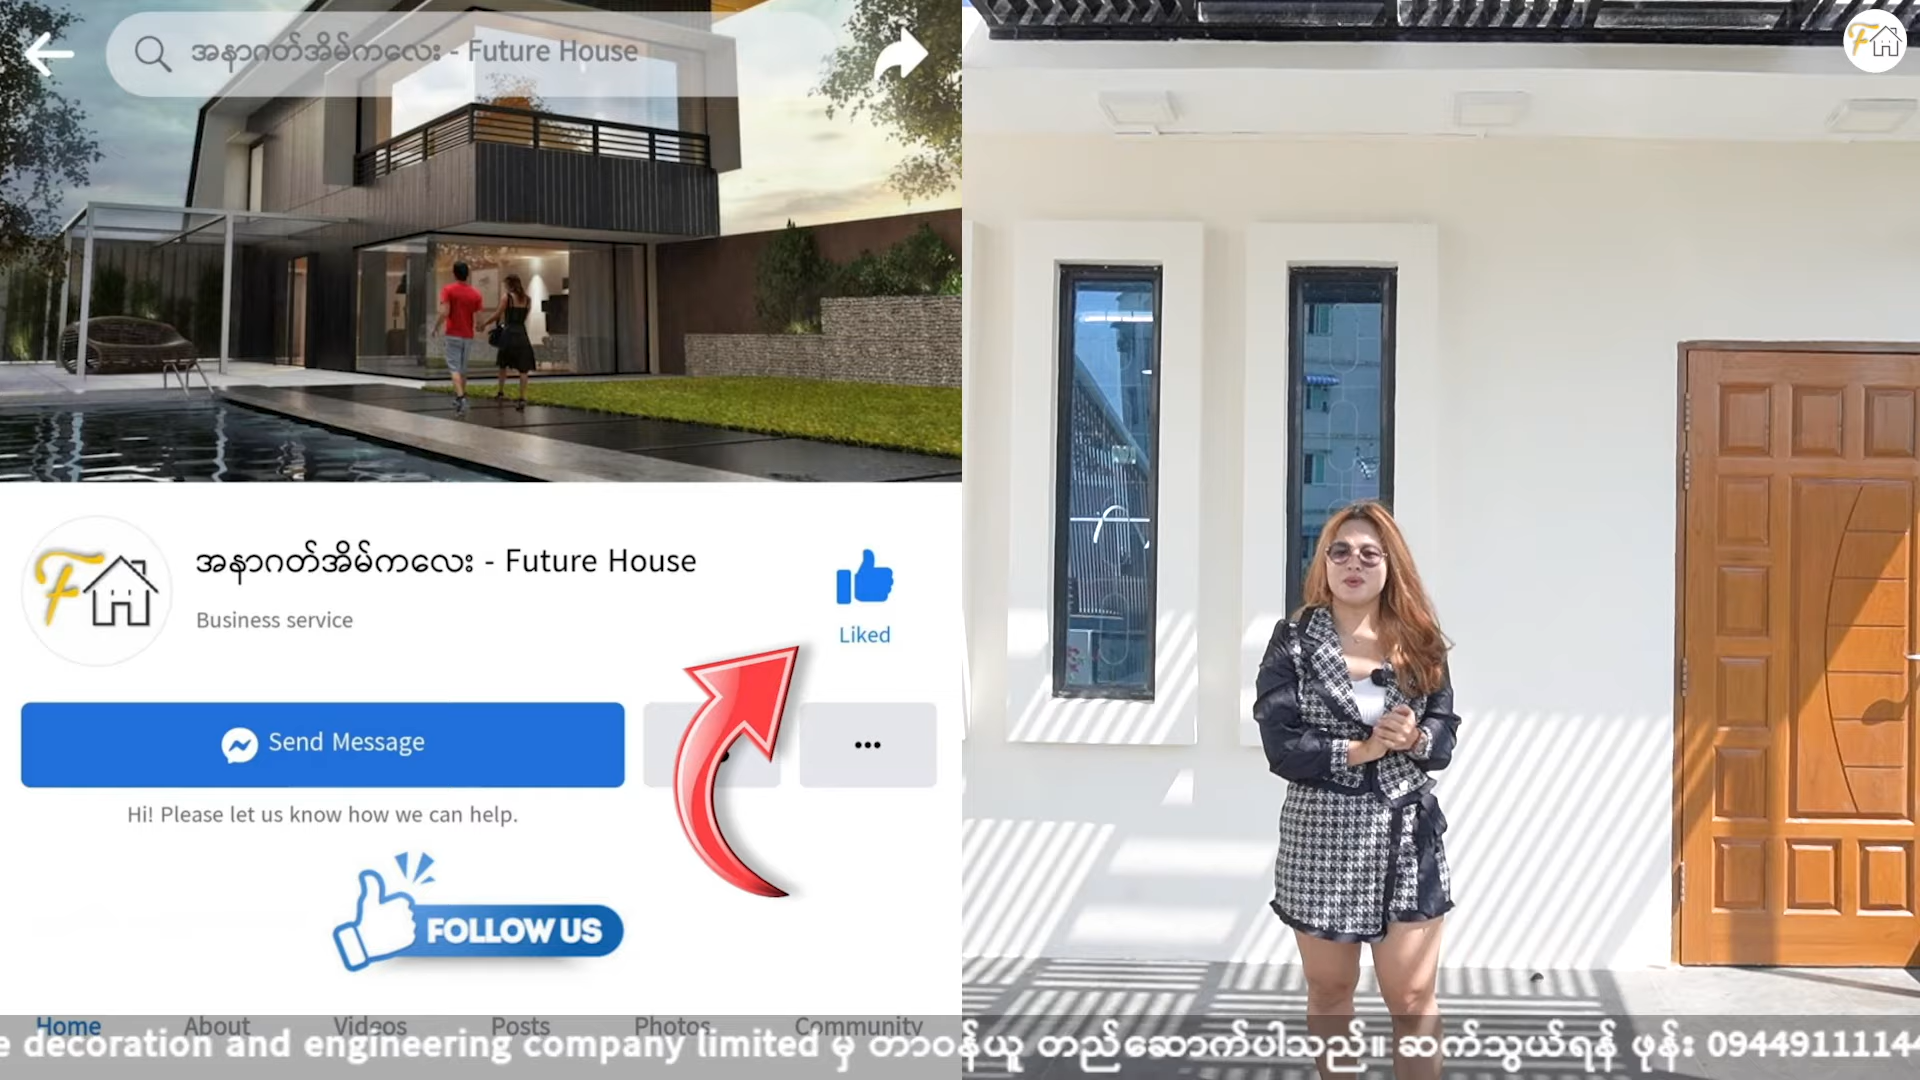 အနာဂတ်အိမ်ကလေး - Future House
F
အနာဂတ်အိမ်ကလေး - Future House
Liked
Business service
Send Message
Hi! Please let us know how we can help.
FOLLOW US
Home About Videos Posts Photos Community
decoration and engineering company limited မှ တာဝန်ယူ တည်ဆောက်ပါသည်။ ဆက်သွယ်ရန် ဖုန်း 0944911114
F